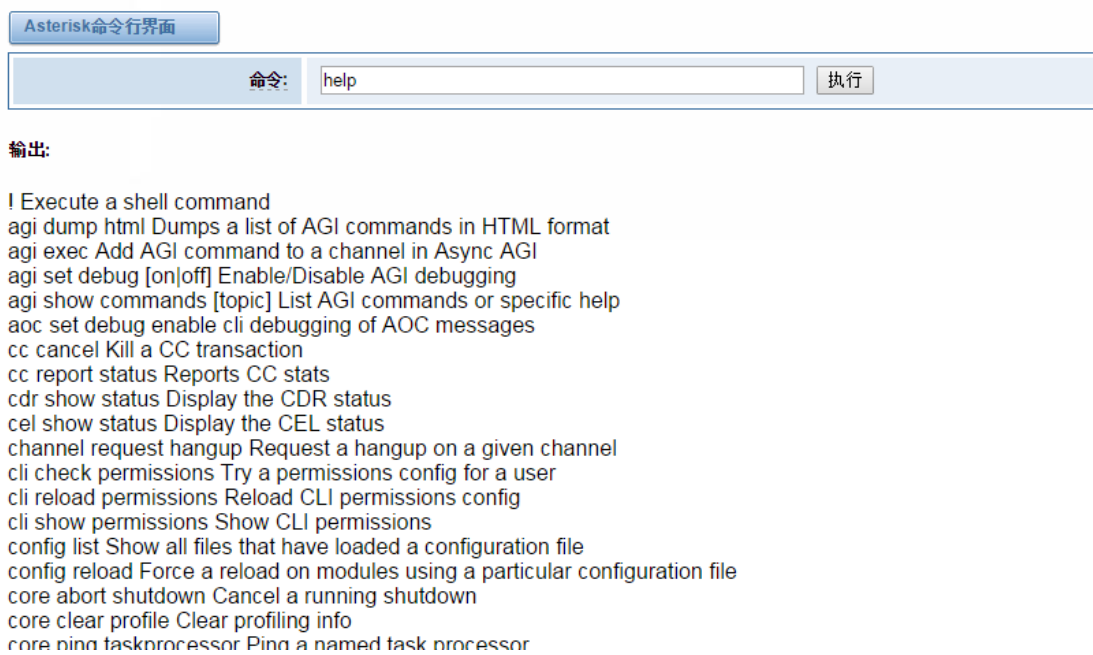 Asterisk命令行界面
命令: help 执行
输出:
! Execute a shell command
agi dump html Dumps a list of AGI commands in HTML format
agi exec Add AGI command to a channel in Async AGI
agi set debug [on|off] Enable/Disable AGI debugging
agi show commands [topic] List AGI commands or specific help
aoc set debug enable cli debugging of AOC messages
cc cancel Kill a CC transaction
cc report status Reports CC stats
cdr show status Display the CDR status
cel show status Display the CEL status
channel request hangup Request a hangup on a given channel
cli check permissions Try a permissions config for a user
cli reload permissions Reload CLI permissions config
cli show permissions Show CLI permissions
config list Show all files that have loaded a configuration file
config reload Force a reload on modules using a particular configuration file
core abort shutdown Cancel a running shutdown
core clear profile Clear profiling info
core ping taskprocessor Ping a named task processor